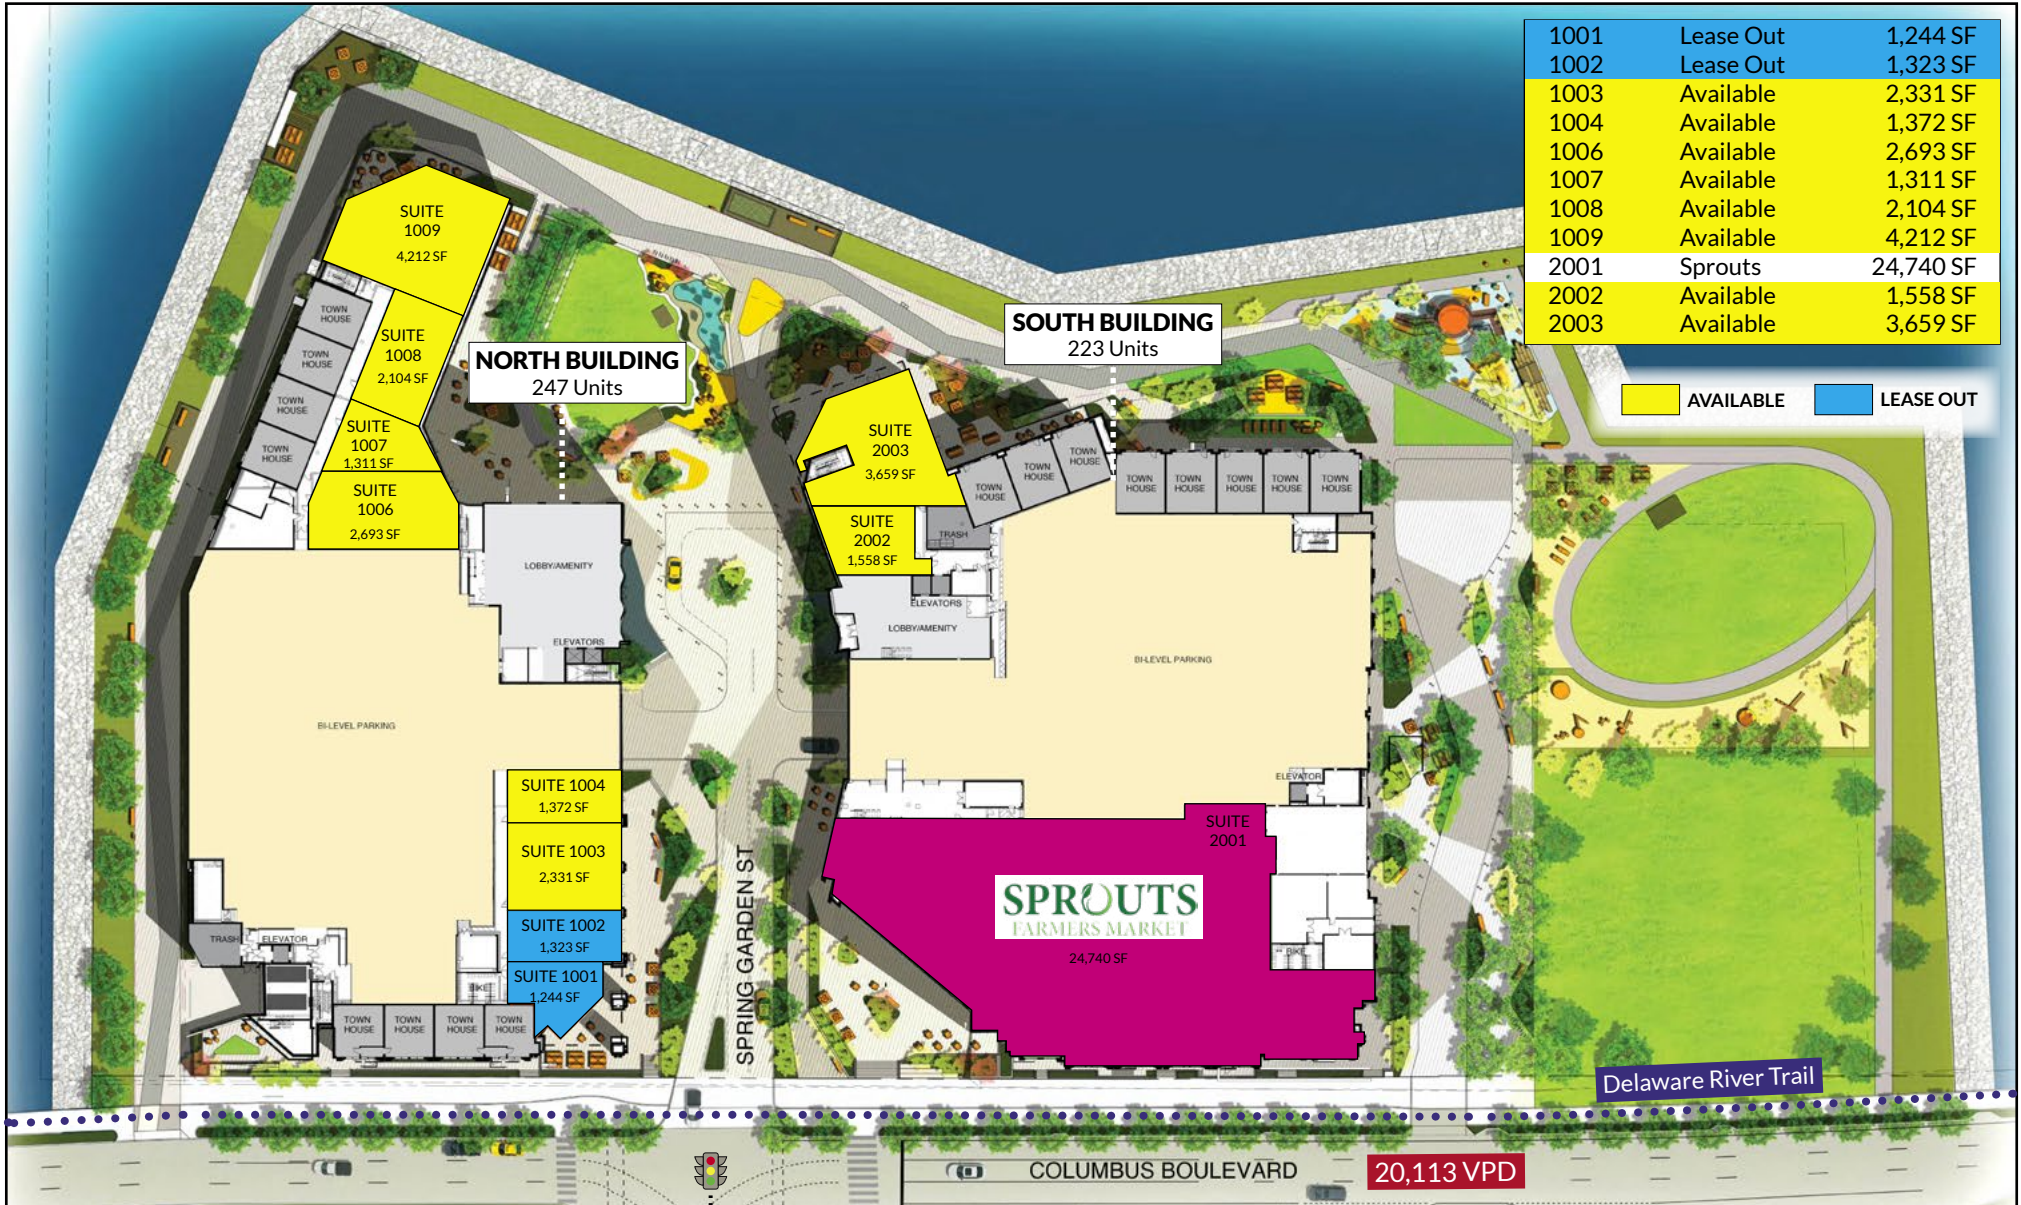 1001 Lease Out 1,244 SF
1002 Lease Out 1,323 SF
1003 Available 2,331 SF
1004 Available 1,372 SF
1006 Available 2,693 SF
1007 Available 1,311 SF
1008 Available 2,104 SF
1009 Available 4,212 SF
2001 Sprouts 24,740 SF
2002 Available 1,558 SF
2003 Available 3,659 SF
AVAILABLE
LEASE OUT
SUITE
1009
4,212 SF
TOWN
HOUSE
TOWN
HOUSE
TOWN
HOUSE
TOWN
HOUSE
SUITE
1008
2,104 SF
SUITE
1007
1,311 SF
SUITE
1006
2,693 SF
NORTH BUILDING
247 Units
LOBBY/AMENITY
ELEVATORS
BI-LEVEL PARKING
SUITE 1004
1,372 SF
SUITE 1003
2,331 SF
SUITE 1002
1,323 SF
SUITE 1001
1,244 SF
TRASH
ELEVATOR
BIKE
TOWN
HOUSE
TOWN
HOUSE
TOWN
HOUSE
TOWN
HOUSE
SPRING GARDEN ST
SOUTH BUILDING
223 Units
SUITE
2003
3,659 SF
SUITE
2002
1,558 SF
TOWN
HOUSE
TOWN
HOUSE
TOWN
HOUSE
TOWN
HOUSE
TOWN
HOUSE
TOWN
HOUSE
TOWN
HOUSE
TOWN
HOUSE
TRASH
ELEVATORS
LOBBY/AMENITY
BI-LEVEL PARKING
ELEVATOR
SUITE
2001
SPROUTS
FARMERS MARKET
24,740 SF
BIKE
Delaware River Trail
COLUMBUS BOULEVARD
20,113 VPD